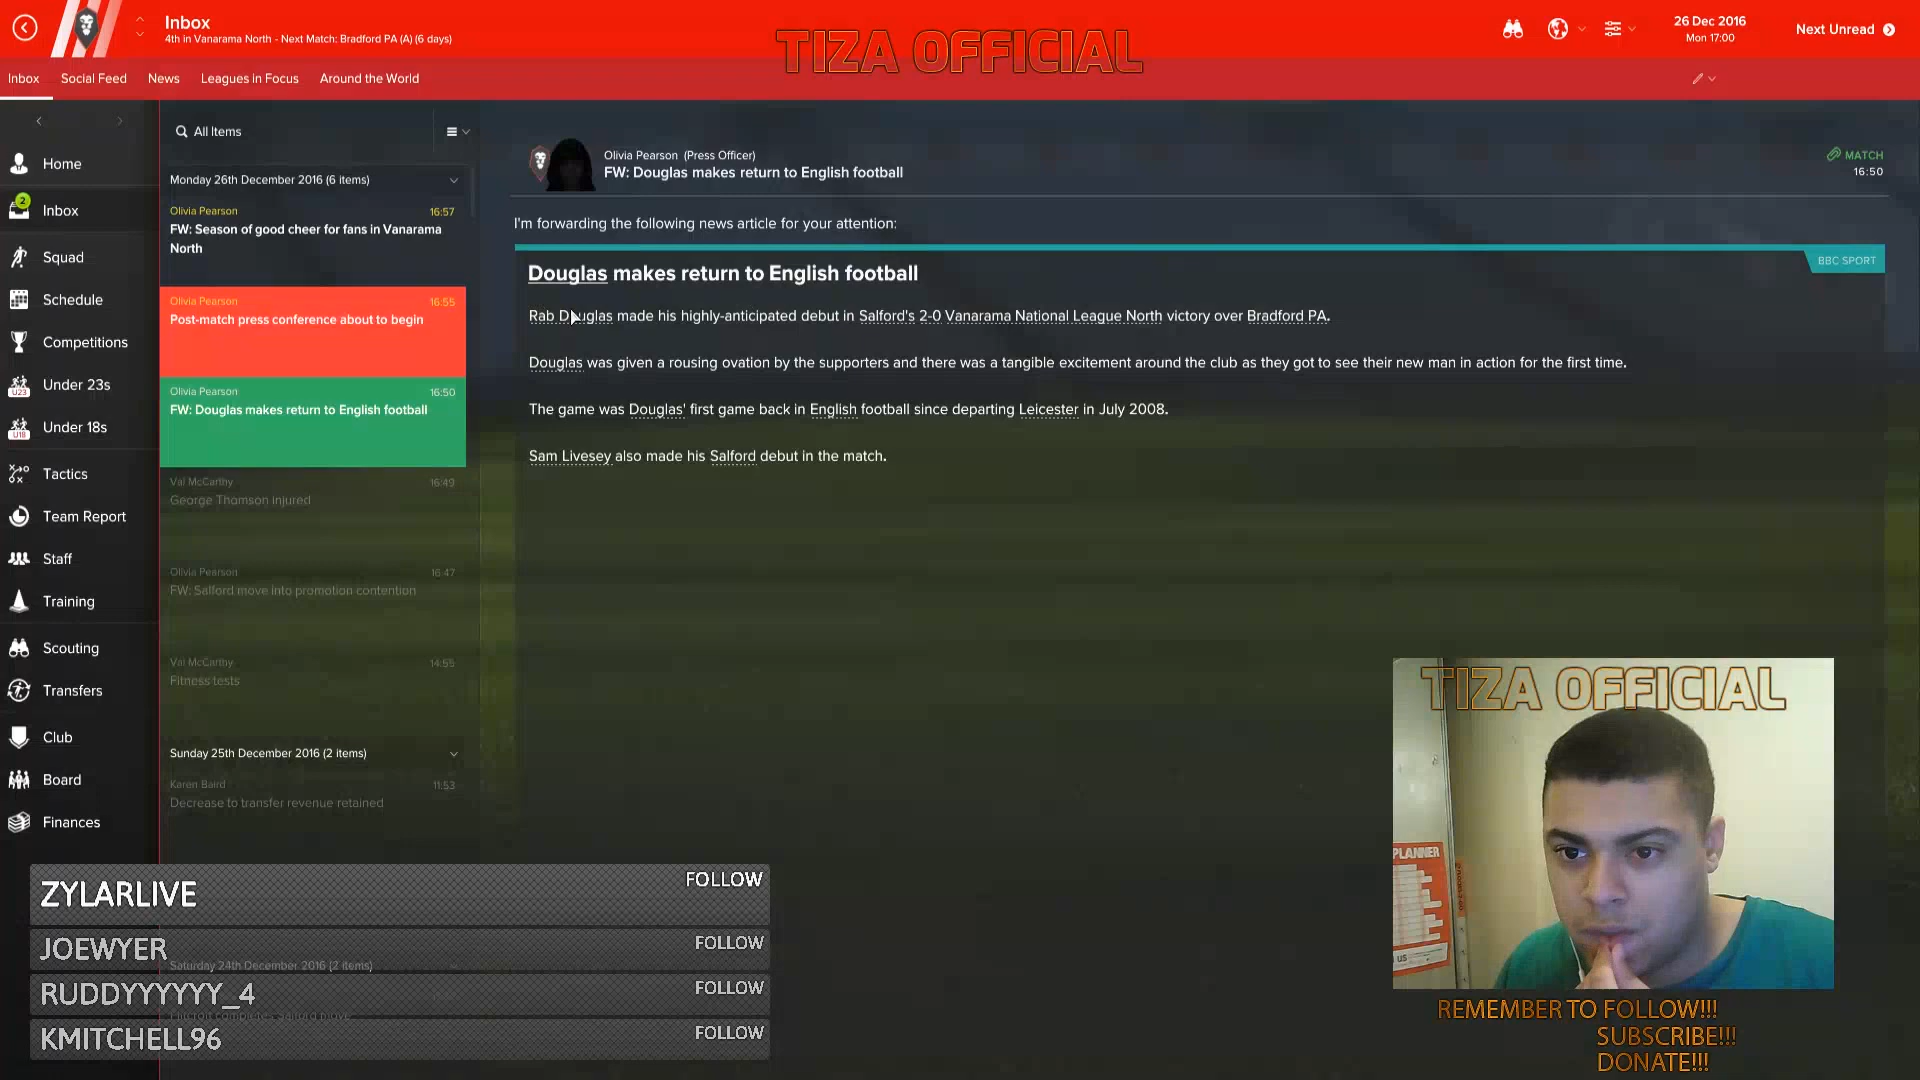 Inbox
4th in Vanarama North - Next Match: Bradford PA (A) (6 days)
TIZA OFFICIAL
26 Dec 2016
Mon 17:00
Next Unread
Inbox
Social Feed
News
Leagues in Focus
Around the World
Home
2
Inbox
Squad
Schedule
Competitions
U23
Under 23s
U18
Under 18s
Tactics
Team Report
Staff
Training
Scouting
Transfers
Club
Board
Finances
All Items
Monday 26th December 2016 (6 items)
Olivia Pearson 16:57
FW: Season of good cheer for fans in Vanarama
North
Olivia Pearson 16:55
Post-match press conference about to begin
Olivia Pearson 16:50
FW: Douglas makes return to English football
Val McCarthy 16:49
George Thomson injured
Olivia Pearson 16:47
FW: Salford move into promotion contention
Val McCarthy 14:55
Fitness tests
Sunday 25th December 2016 (2 items)
Karen Baird 11:53
Decrease to transfer revenue retained
Saturday 24th December 2016 (2 items)
completes Salford move
Olivia Pearson (Press Officer)
FW: Douglas makes return to English football
MATCH
16:50
I'm forwarding the following news article for your attention:
BBC SPORT
Douglas makes return to English football
Rab Douglas made his highly-anticipated debut in Salford's 2-0 Vanarama National League North victory over Bradford PA.
Douglas was given a rousing ovation by the supporters and there was a tangible excitement around the club as they got to see their new man in action for the first time.
The game was Douglas' first game back in English football since departing Leicester in July 2008.
Sam Livesey also made his Salford debut in the match.
ZYLARLIVE FOLLOW
JOEWYER FOLLOW
RUDDYYYYYY_4 FOLLOW
KMITCHELL96 FOLLOW
TIZA OFFICIAL
PLANNER
US
REMEMBER TO FOLLOW!!!
SUBSCRIBE!!!
DONATE!!!